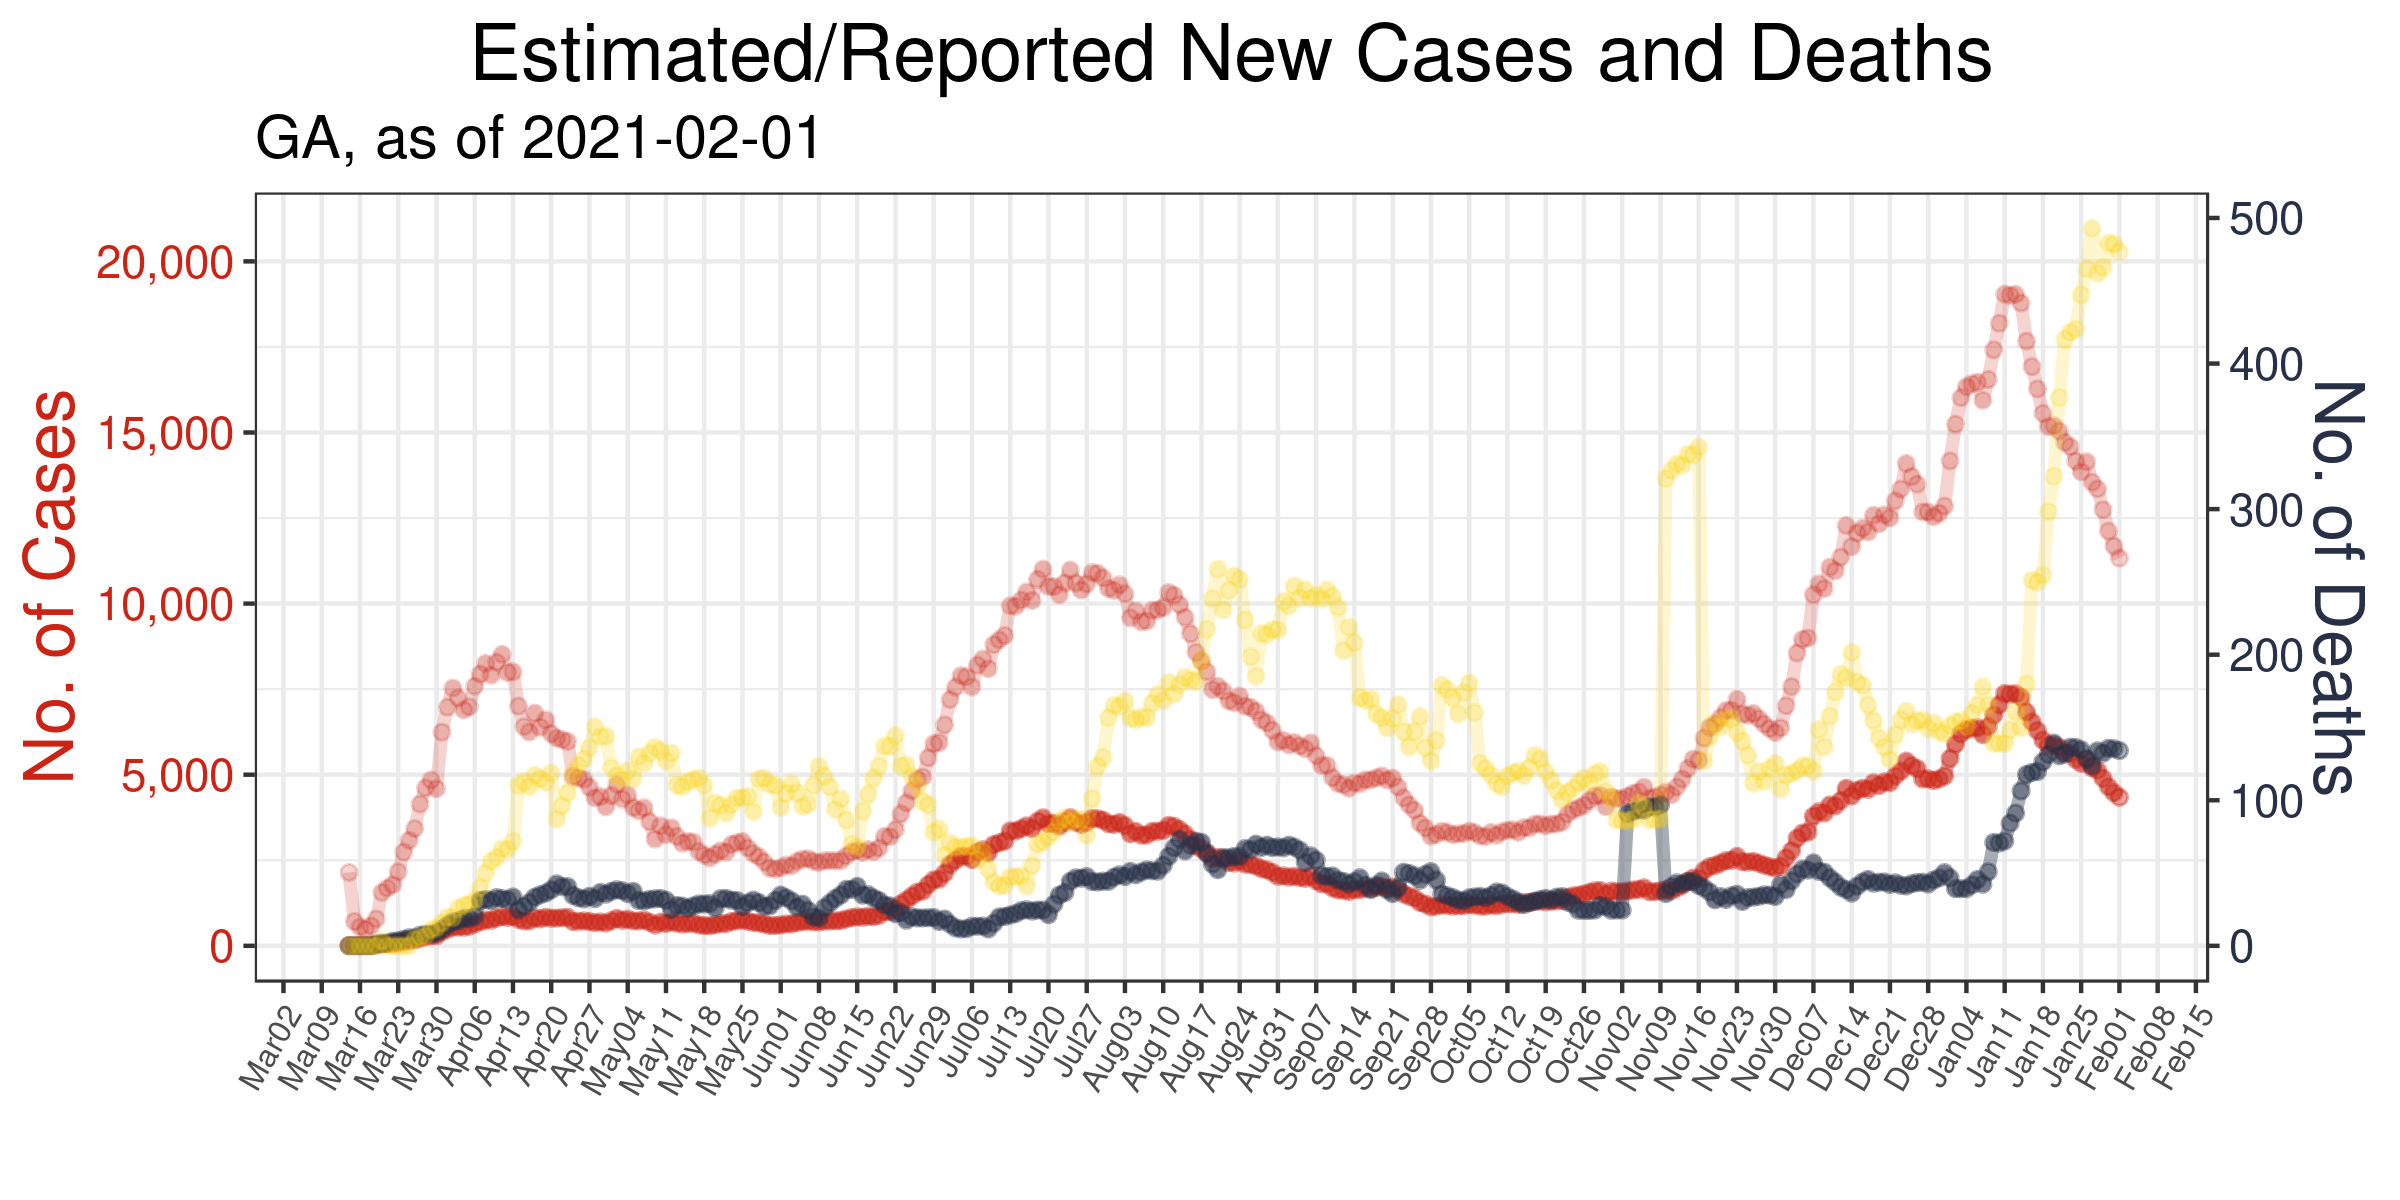 Estimated/Reported New Cases and Deaths
GA, as of 2021-02-01
No. of Cases
20,000
15,000
10,000
5,000
0
500
400
300
200
100
0
No. of Deaths
Mar02
Mar09
Mar16
Mar23
Mar30
Apr06
Apr13
Apr20
Apr27
May04
May11
May18
May25
Jun01
Jun08
Jun15
Jun22
Jun29
Jul06
Jul13
Jul20
Jul27
Aug03
Aug10
Aug17
Aug24
Aug31
Sep07
Sep14
Sep21
Sep28
Oct05
Oct12
Oct19
Oct26
Nov02
Nov09
Nov16
Nov23
Nov30
Dec07
Dec14
Dec21
Dec28
Jan04
Jan11
Jan18
Jan25
Feb01
Feb08
Feb15